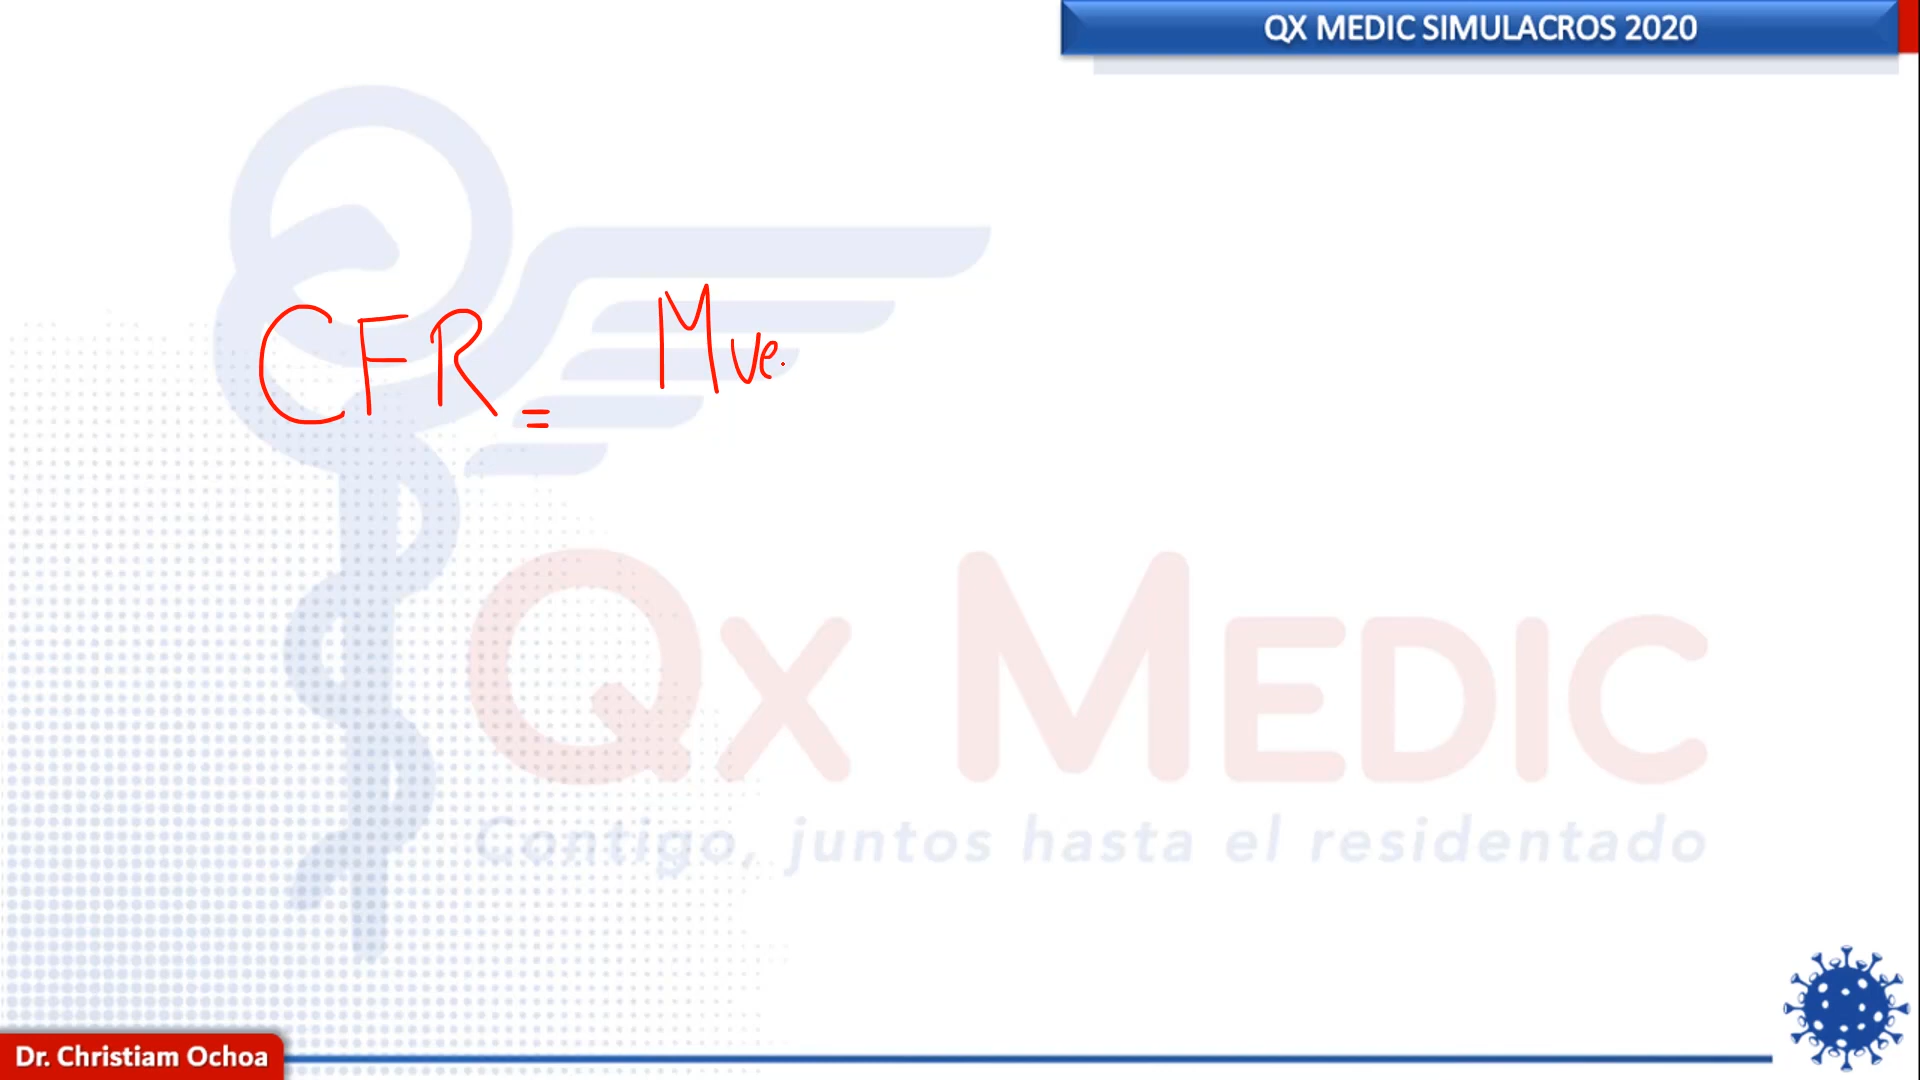 QX MEDIC SIMULACROS 2020
CFR = Mue.
QX MEDIC
Contigo, juntos hasta el residentado
Dr. Christiam Ochoa